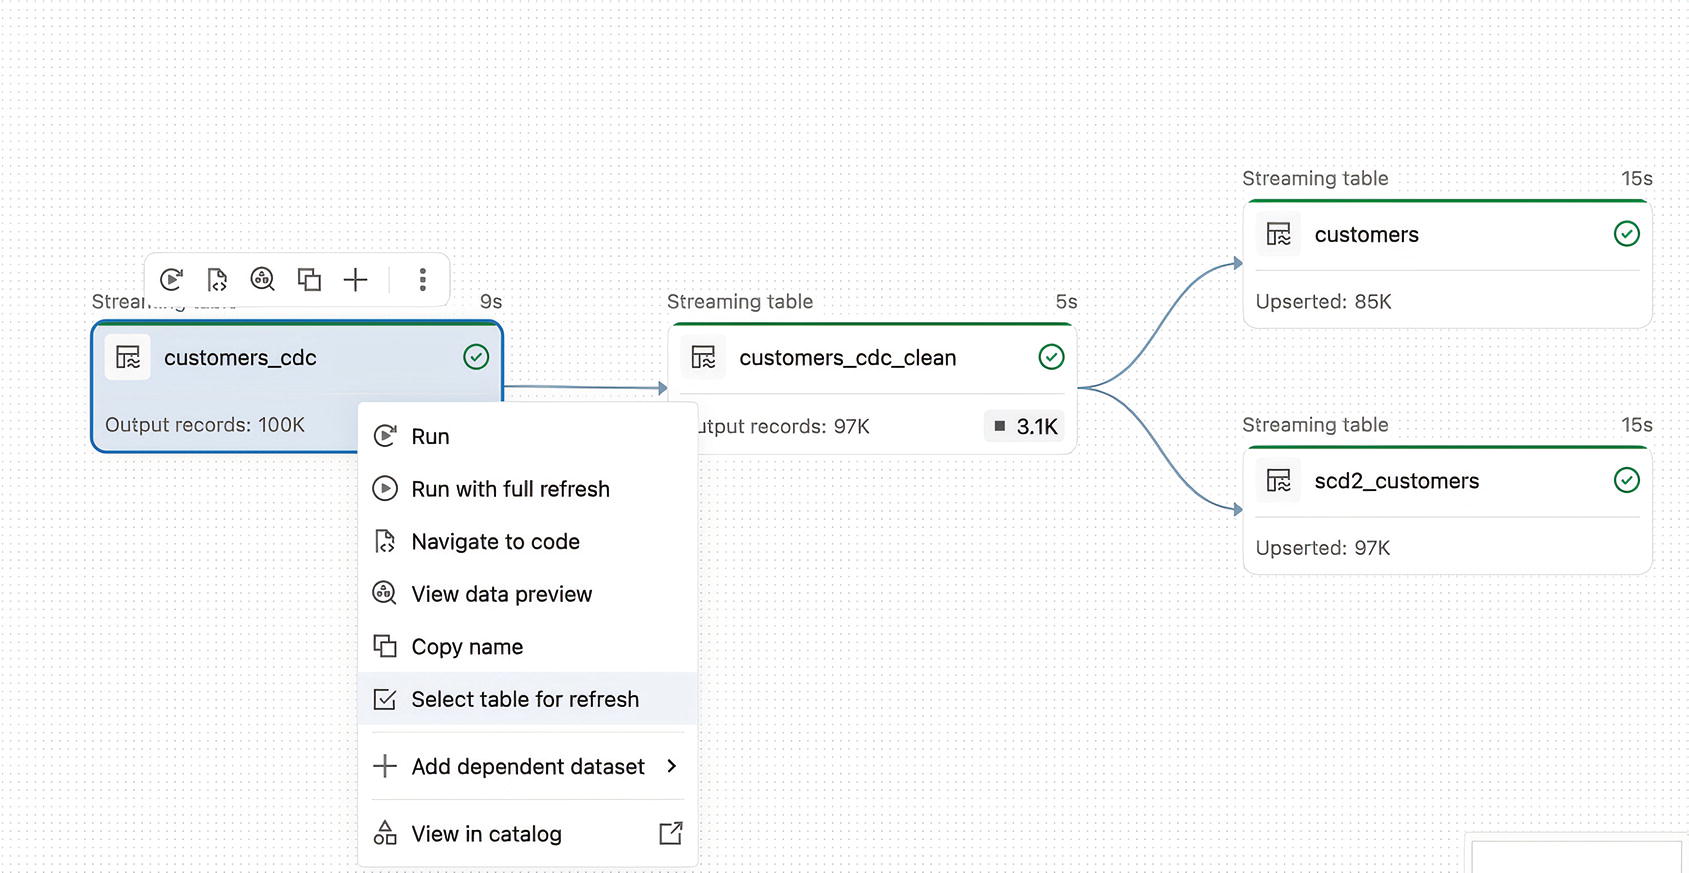 Streaming table 15s
customers
Upserted: 85K
Streaming table 9s
customers_cdc
Output records: 100K
Streaming table 5s
customers_cdc_clean
utput records: 97K
3.1K
Streaming table 15s
scd2_customers
Upserted: 97K
Run
Run with full refresh
Navigate to code
View data preview
Copy name
Select table for refresh
Add dependent dataset
View in catalog